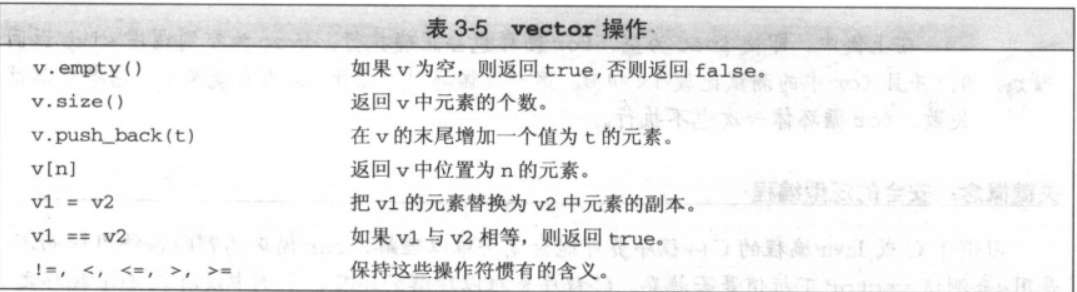 表 3-5 vector 操作
v.empty() 如果 v 为空，则返回 true, 否则返回 false。
v.size() 返回 v 中元素的个数。
v.push_back(t) 在 v 的末尾增加一个值为 t 的元素。
v[n] 返回 v 中位置为 n 的元素。
v1 = v2 把 v1 的元素替换为 v2 中元素的副本。
v1 == v2 如果 v1 与 v2 相等，则返回 true。
!=, <, <=, >, >= 保持这些操作符惯有的含义。